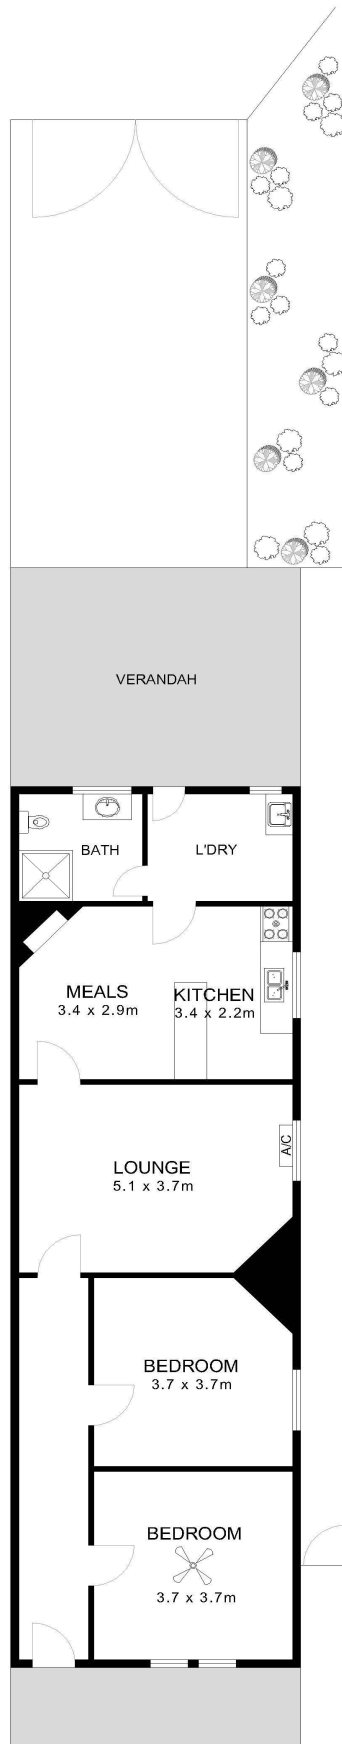 VERANDAH
BATH
L'DRY
MEALS
3.4 x 2.9m
KITCHEN
3.4 x 2.2m
A/C
LOUNGE
5.1 x 3.7m
BEDROOM
3.7 x 3.7m
BEDROOM
3.7 x 3.7m